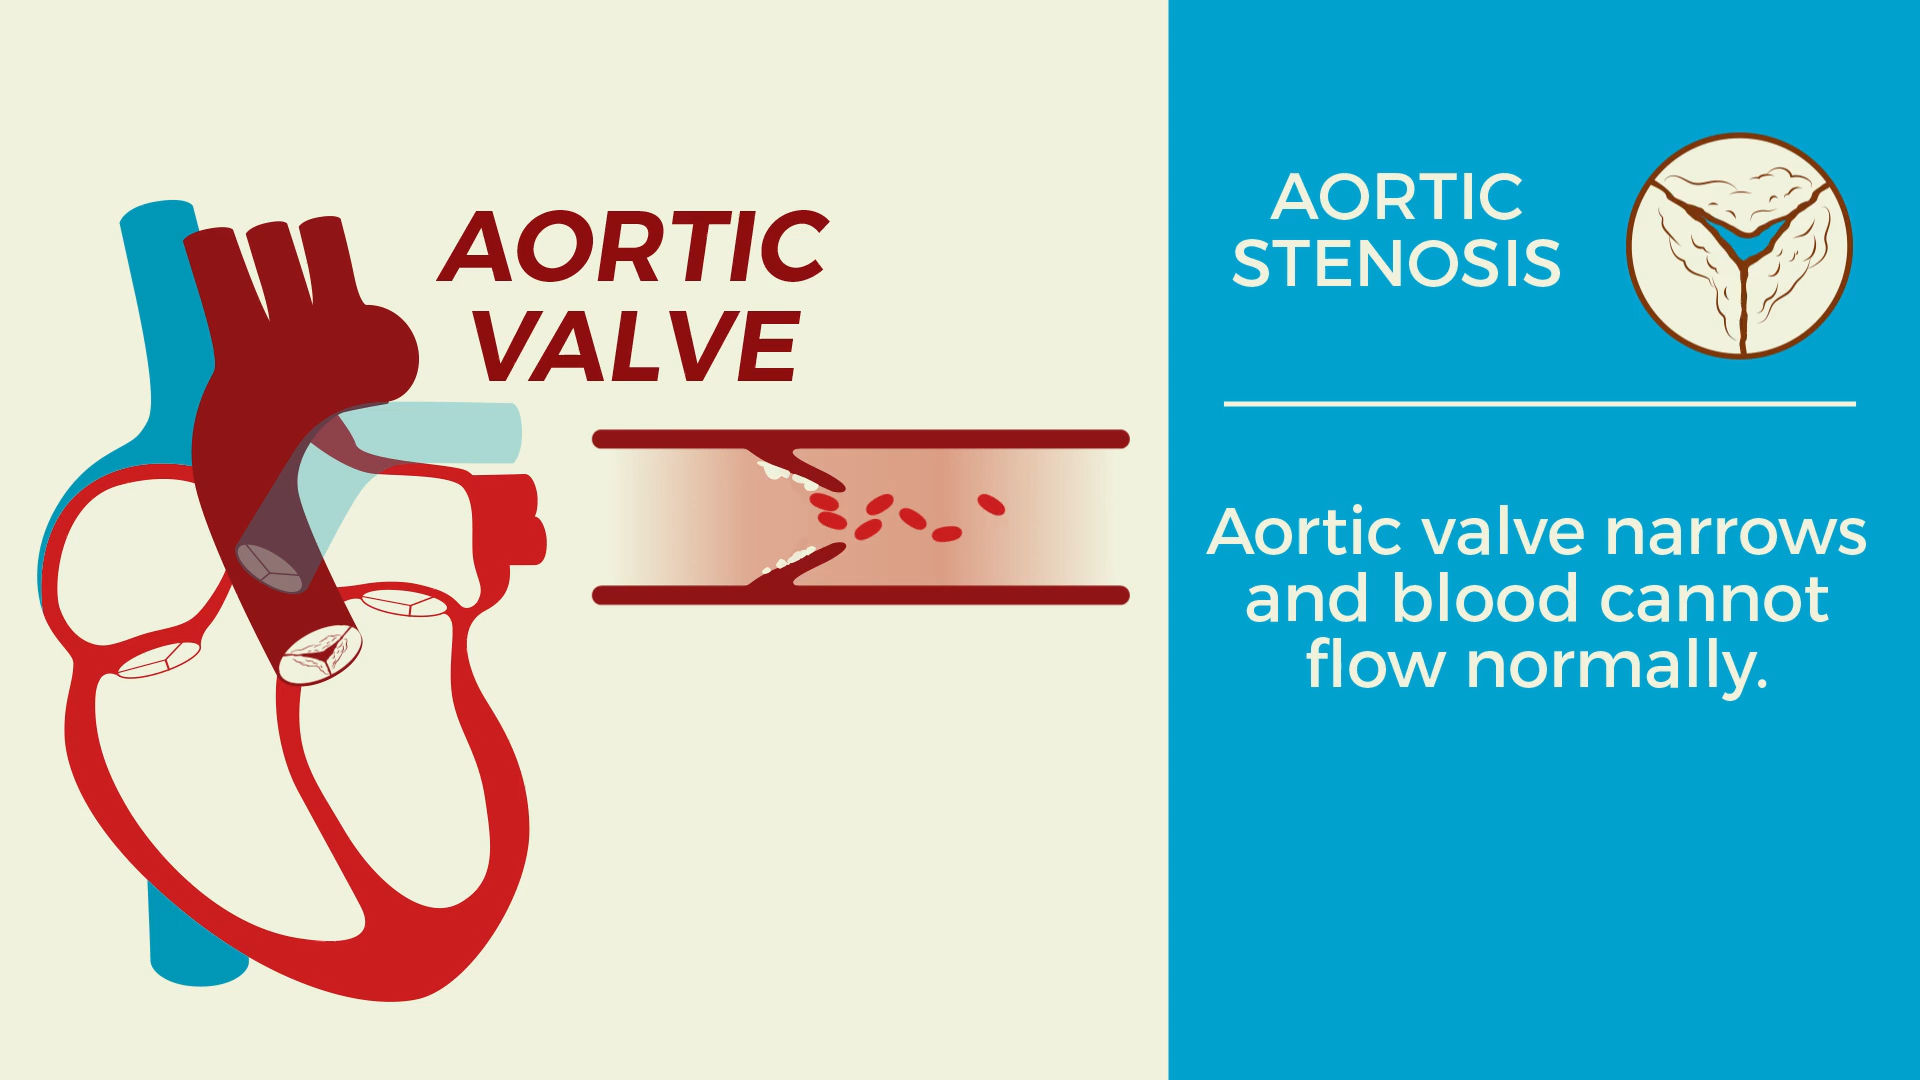 AORTIC
VALVE
AORTIC
STENOSIS
Aortic valve narrows
and blood cannot
flow normally.